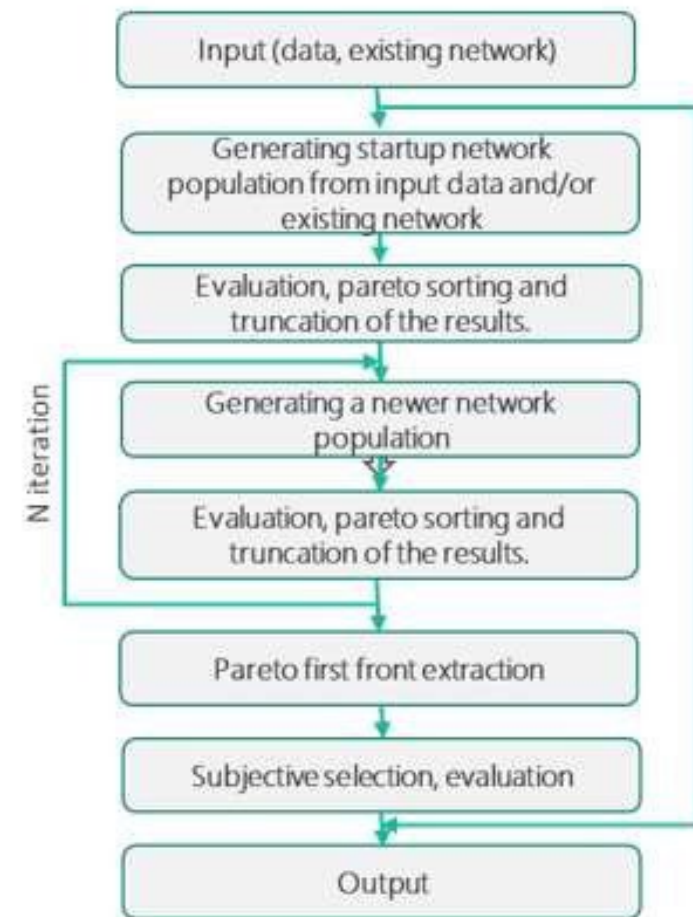 Input (data, existing network)
Generating startup network
population from input data and/or
existing network
Evaluation, pareto sorting and
truncation of the results.
N iteration
Generating a newer network
population
Evaluation, pareto sorting and
truncation of the results.
Pareto first front extraction
Subjective selection, evaluation
Output